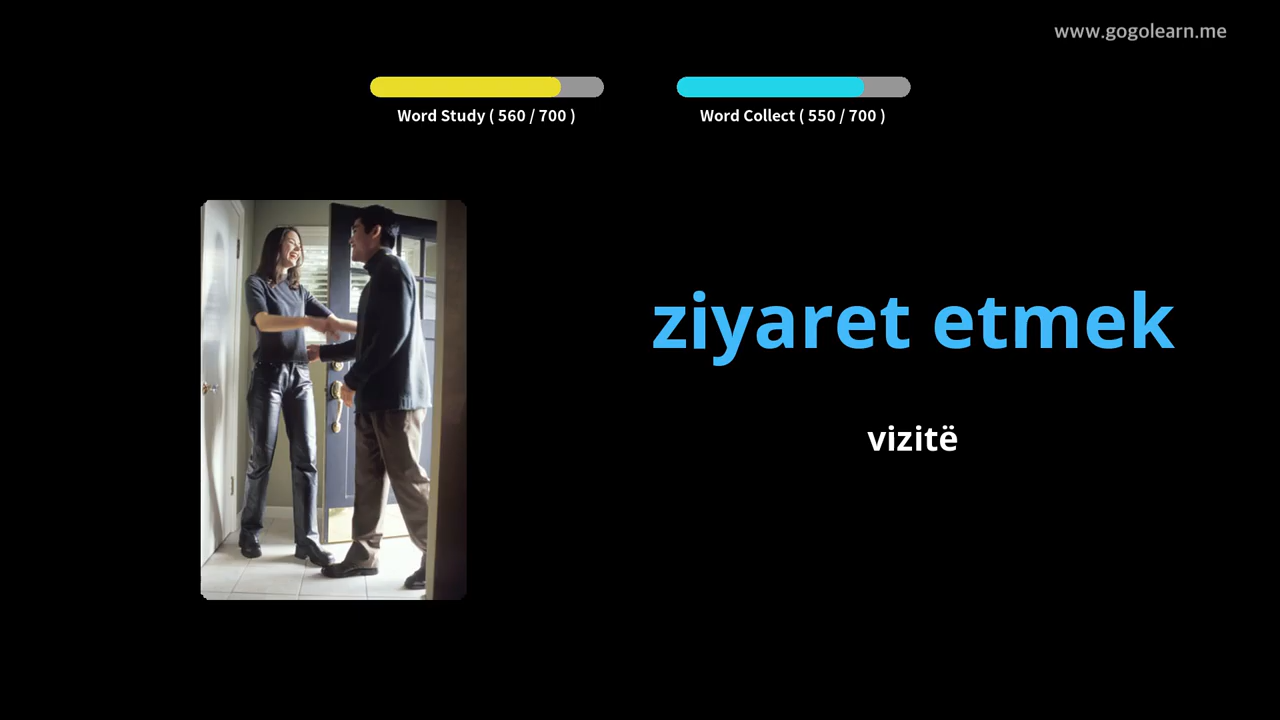 www.gogolearn.me
Word Study ( 560 / 700 )
Word Collect ( 550 / 700 )
ziyaret etmek
vizitë